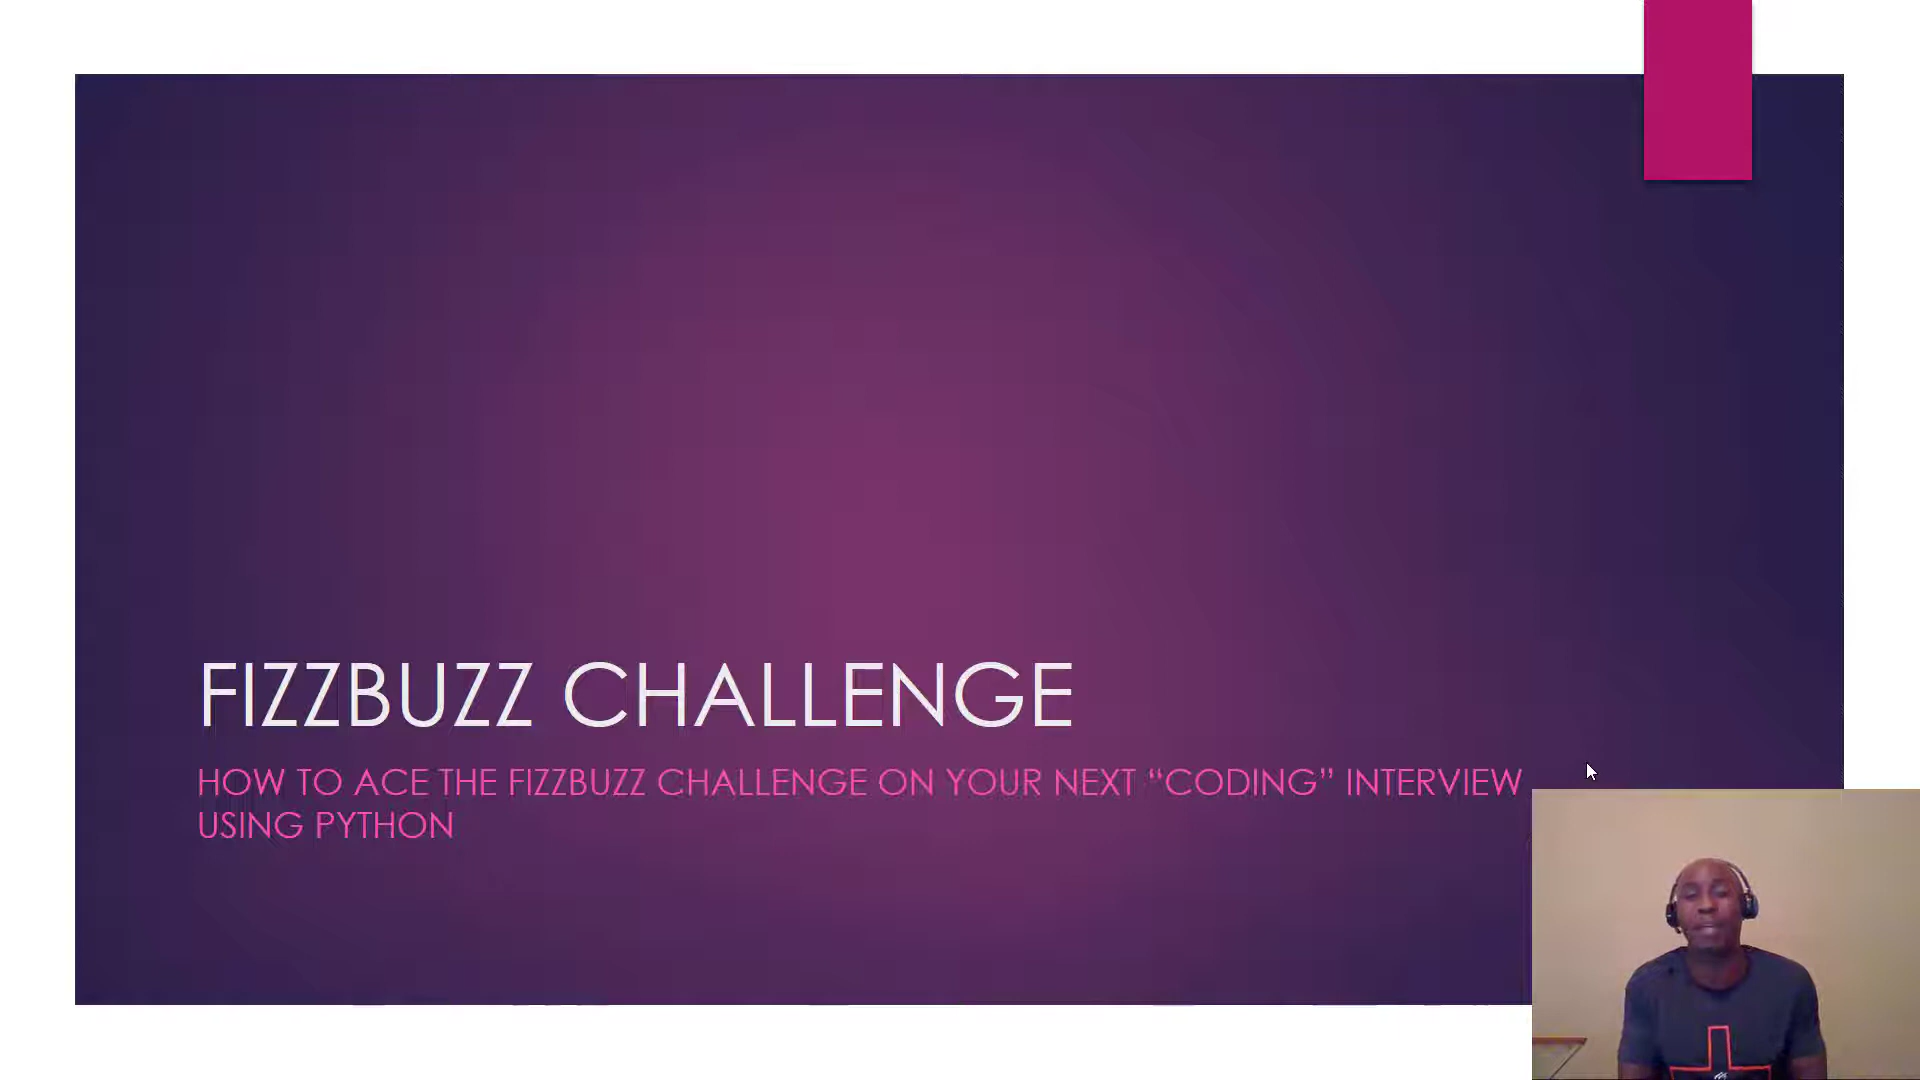 FIZZBUZZ CHALLENGE
HOW TO ACE THE FIZZBUZZ CHALLENGE ON YOUR NEXT “CODING” INTERVIEW
USING PYTHON